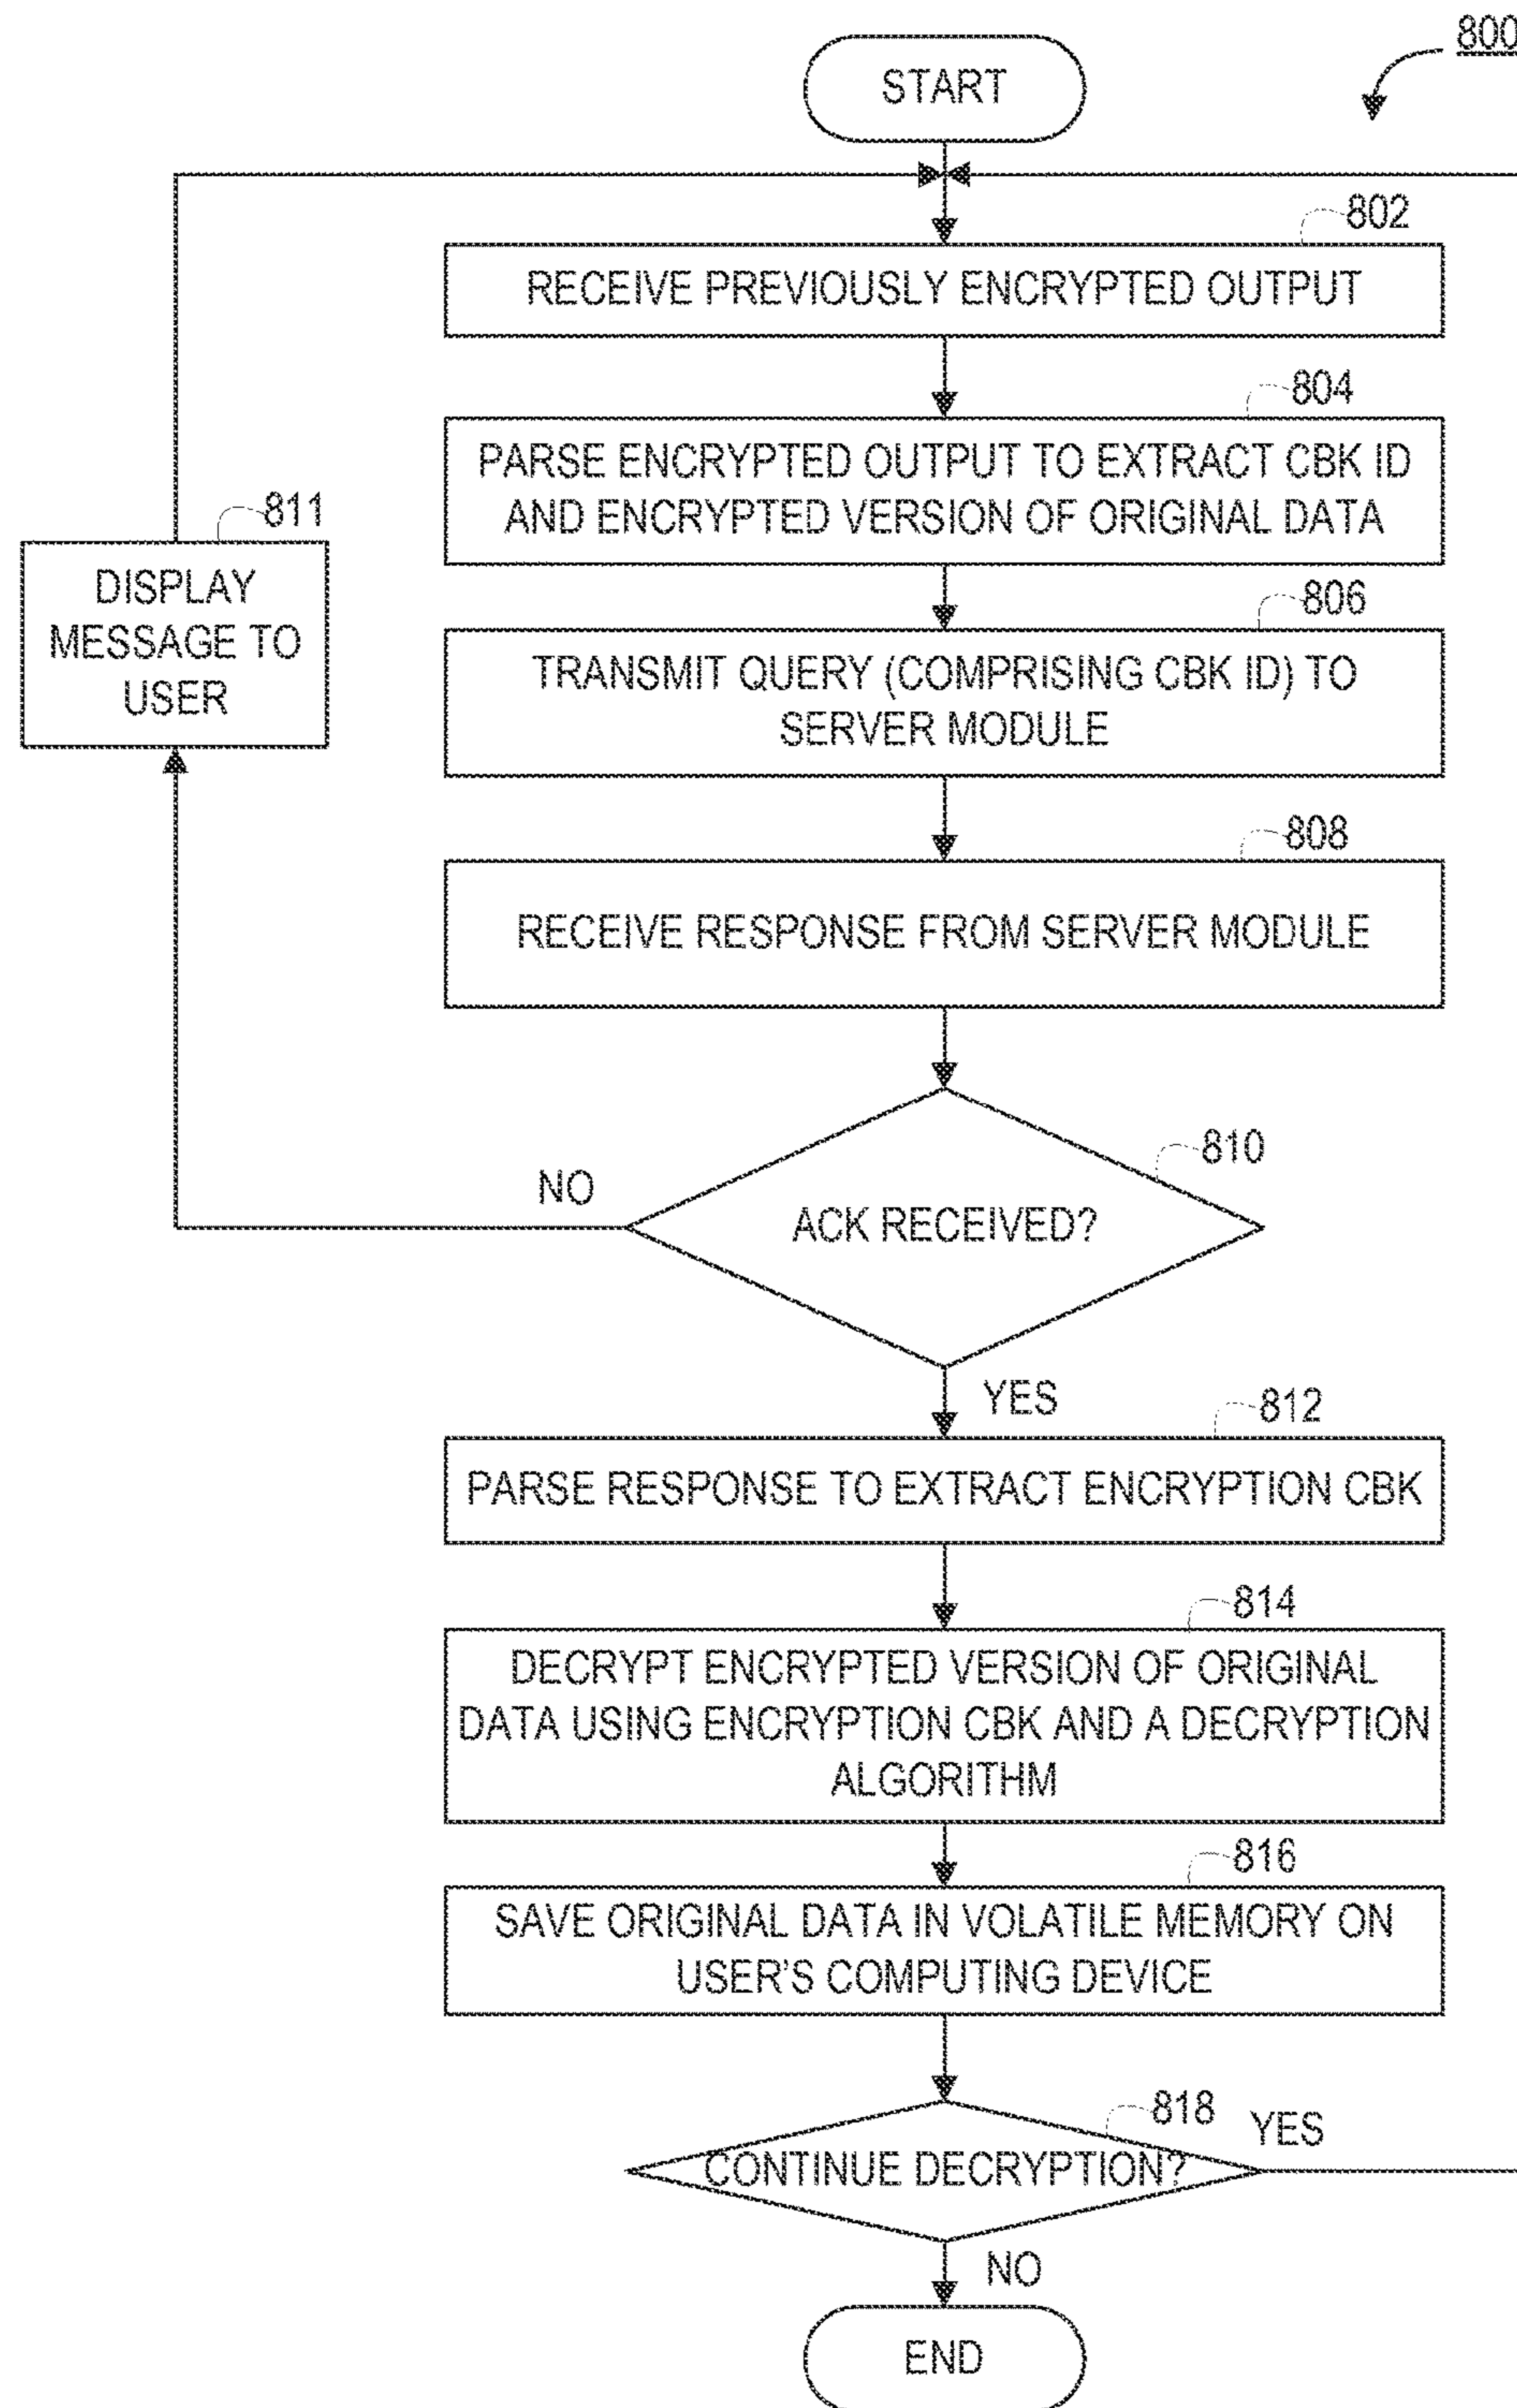 800
START
802
RECEIVE PREVIOUSLY ENCRYPTED OUTPUT
804
PARSE ENCRYPTED OUTPUT TO EXTRACT CBK ID
AND ENCRYPTED VERSION OF ORIGINAL DATA
811
DISPLAY
MESSAGE TO
USER
806
TRANSMIT QUERY (COMPRISING CBK ID) TO
SERVER MODULE
808
RECEIVE RESPONSE FROM SERVER MODULE
810
NO
ACK RECEIVED?
YES
812
PARSE RESPONSE TO EXTRACT ENCRYPTION CBK
814
DECRYPT ENCRYPTED VERSION OF ORIGINAL
DATA USING ENCRYPTION CBK AND A DECRYPTION
ALGORITHM
816
SAVE ORIGINAL DATA IN VOLATILE MEMORY ON
USER'S COMPUTING DEVICE
818
YES
CONTINUE DECRYPTION?
NO
END